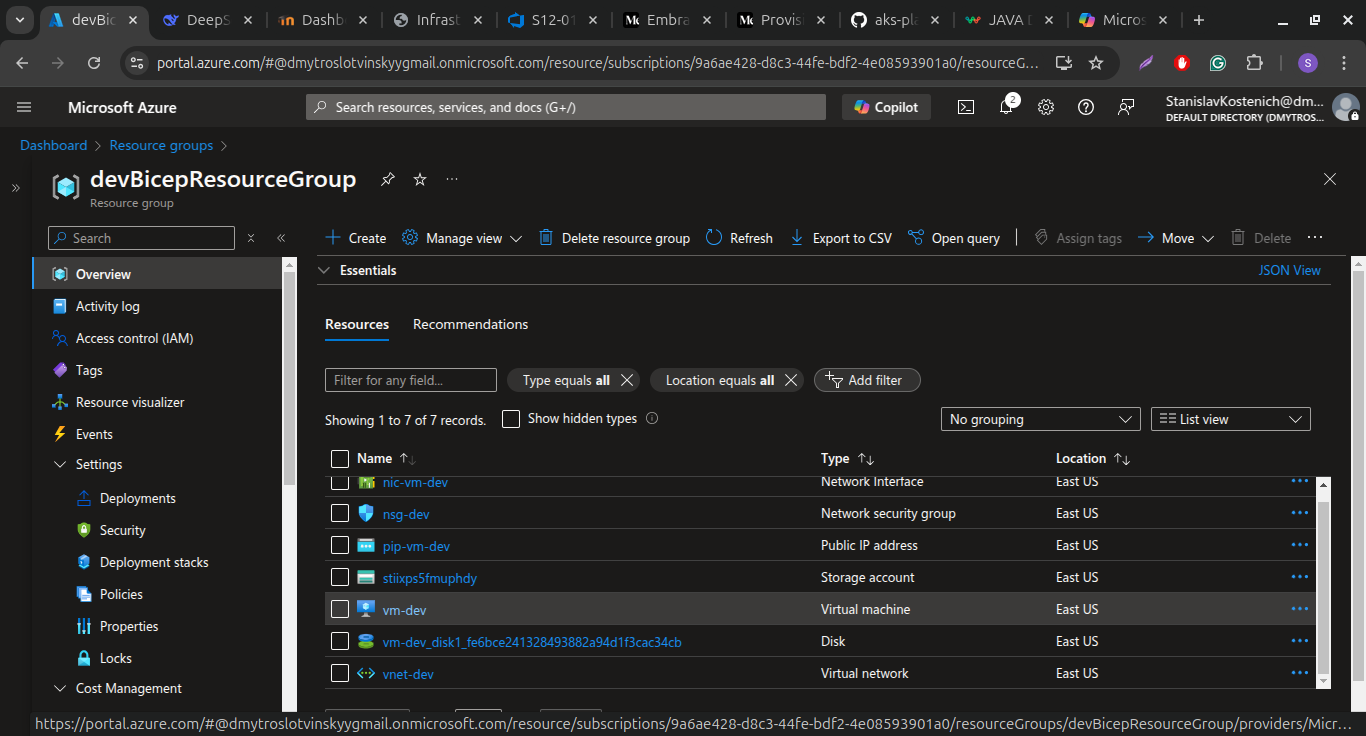 devBice
DeepS
Dashb
Infrast
S12-01
Embra
Provis
aks-pla
JAVA D
Micros
portal.azure.com/#@dmytroslotvinskyygmail.onmicrosoft.com/resource/subscriptions/9a6ae428-d8c3-44fe-bdf2-4e08593901a0/resourceG...
S
Microsoft Azure
Search resources, services, and docs (G+/)
Copilot
2
StanislavKostenich@dm...
DEFAULT DIRECTORY (DMYTROS...
Dashboard > Resource groups >
devBicepResourceGroup
Resource group
Search
Create
Manage view
Delete resource group
Refresh
Export to CSV
Open query
Assign tags
Move
Delete
Overview
Activity log
Access control (IAM)
Tags
Resource visualizer
Events
Settings
Deployments
Security
Deployment stacks
Policies
Properties
Locks
Cost Management
Essentials
JSON View
Resources
Recommendations
Filter for any field...
Type equals all
Location equals all
Add filter
Showing 1 to 7 of 7 records.
Show hidden types
No grouping
List view
Name Type Location
nic-vm-dev Network Interface East US
nsg-dev Network security group East US
pip-vm-dev Public IP address East US
stiixps5fmuphdy Storage account East US
vm-dev Virtual machine East US
vm-dev_disk1_fe6bce241328493882a94d1f3cac34cb Disk East US
vnet-dev Virtual network East US
https://portal.azure.com/#@dmytroslotvinskyygmail.onmicrosoft.com/resource/subscriptions/9a6ae428-d8c3-44fe-bdf2-4e08593901a0/resourceGroups/devBicepResourceGroup/providers/Micr...